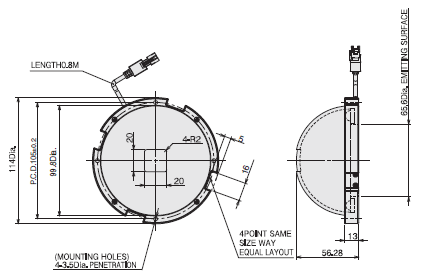 LENGTH0.8M
114Dia.
P.C.D.105±0.2
99.8Dia.
20
4-R2
20
5
16
(MOUNTING HOLES)
4-3.5Dia. PENETRATION
4POINT SAME
SIZE WAY
EQUAL LAYOUT
65.6Dia. EMITTING SURFACE
13
56.28